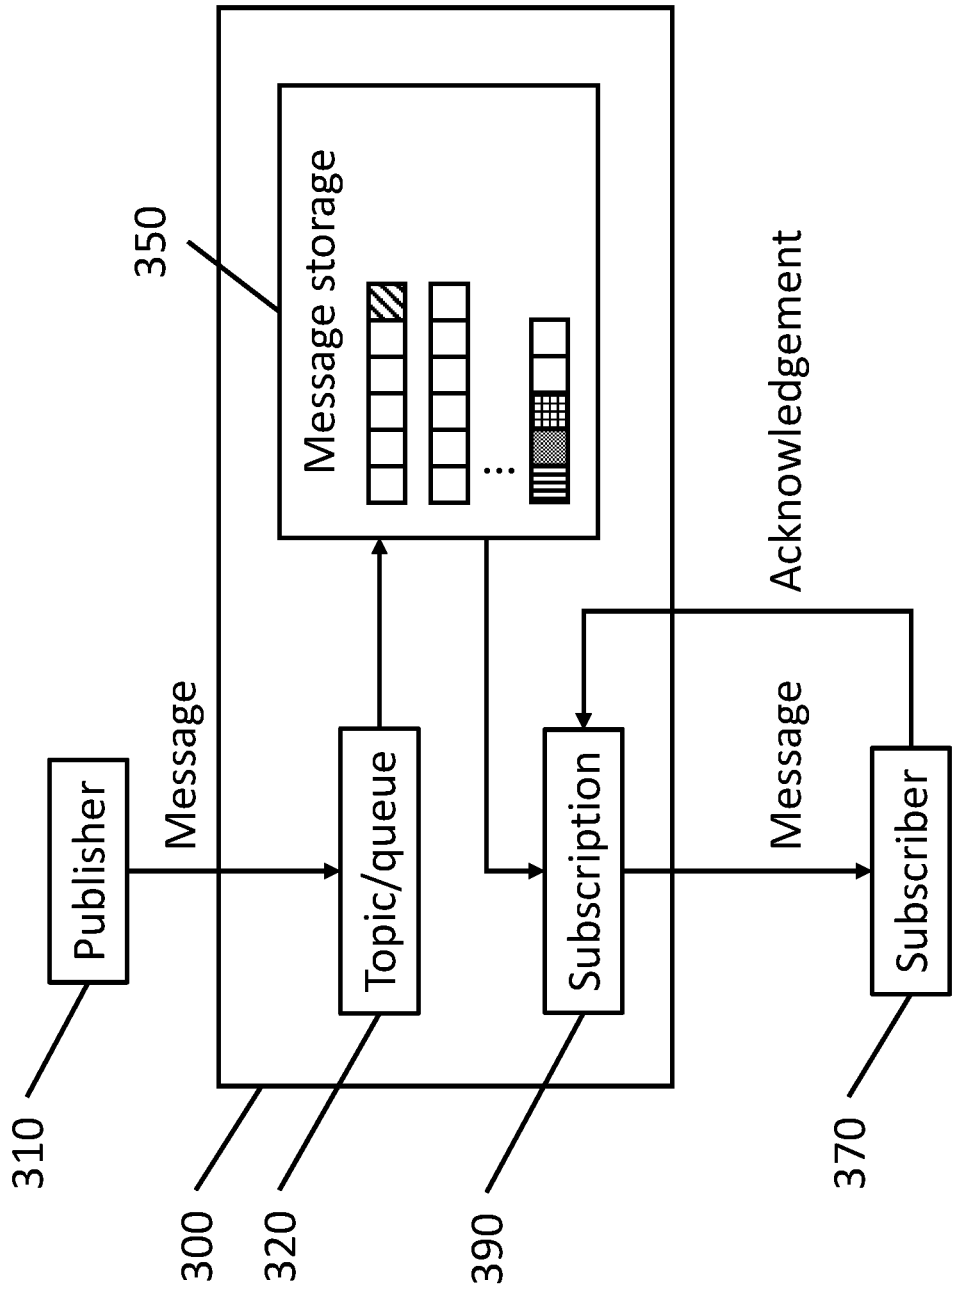 310
Publisher
Message
300
320
Topic/queue
350
Message storage
...
390
Subscription
Message
Acknowledgement
370
Subscriber